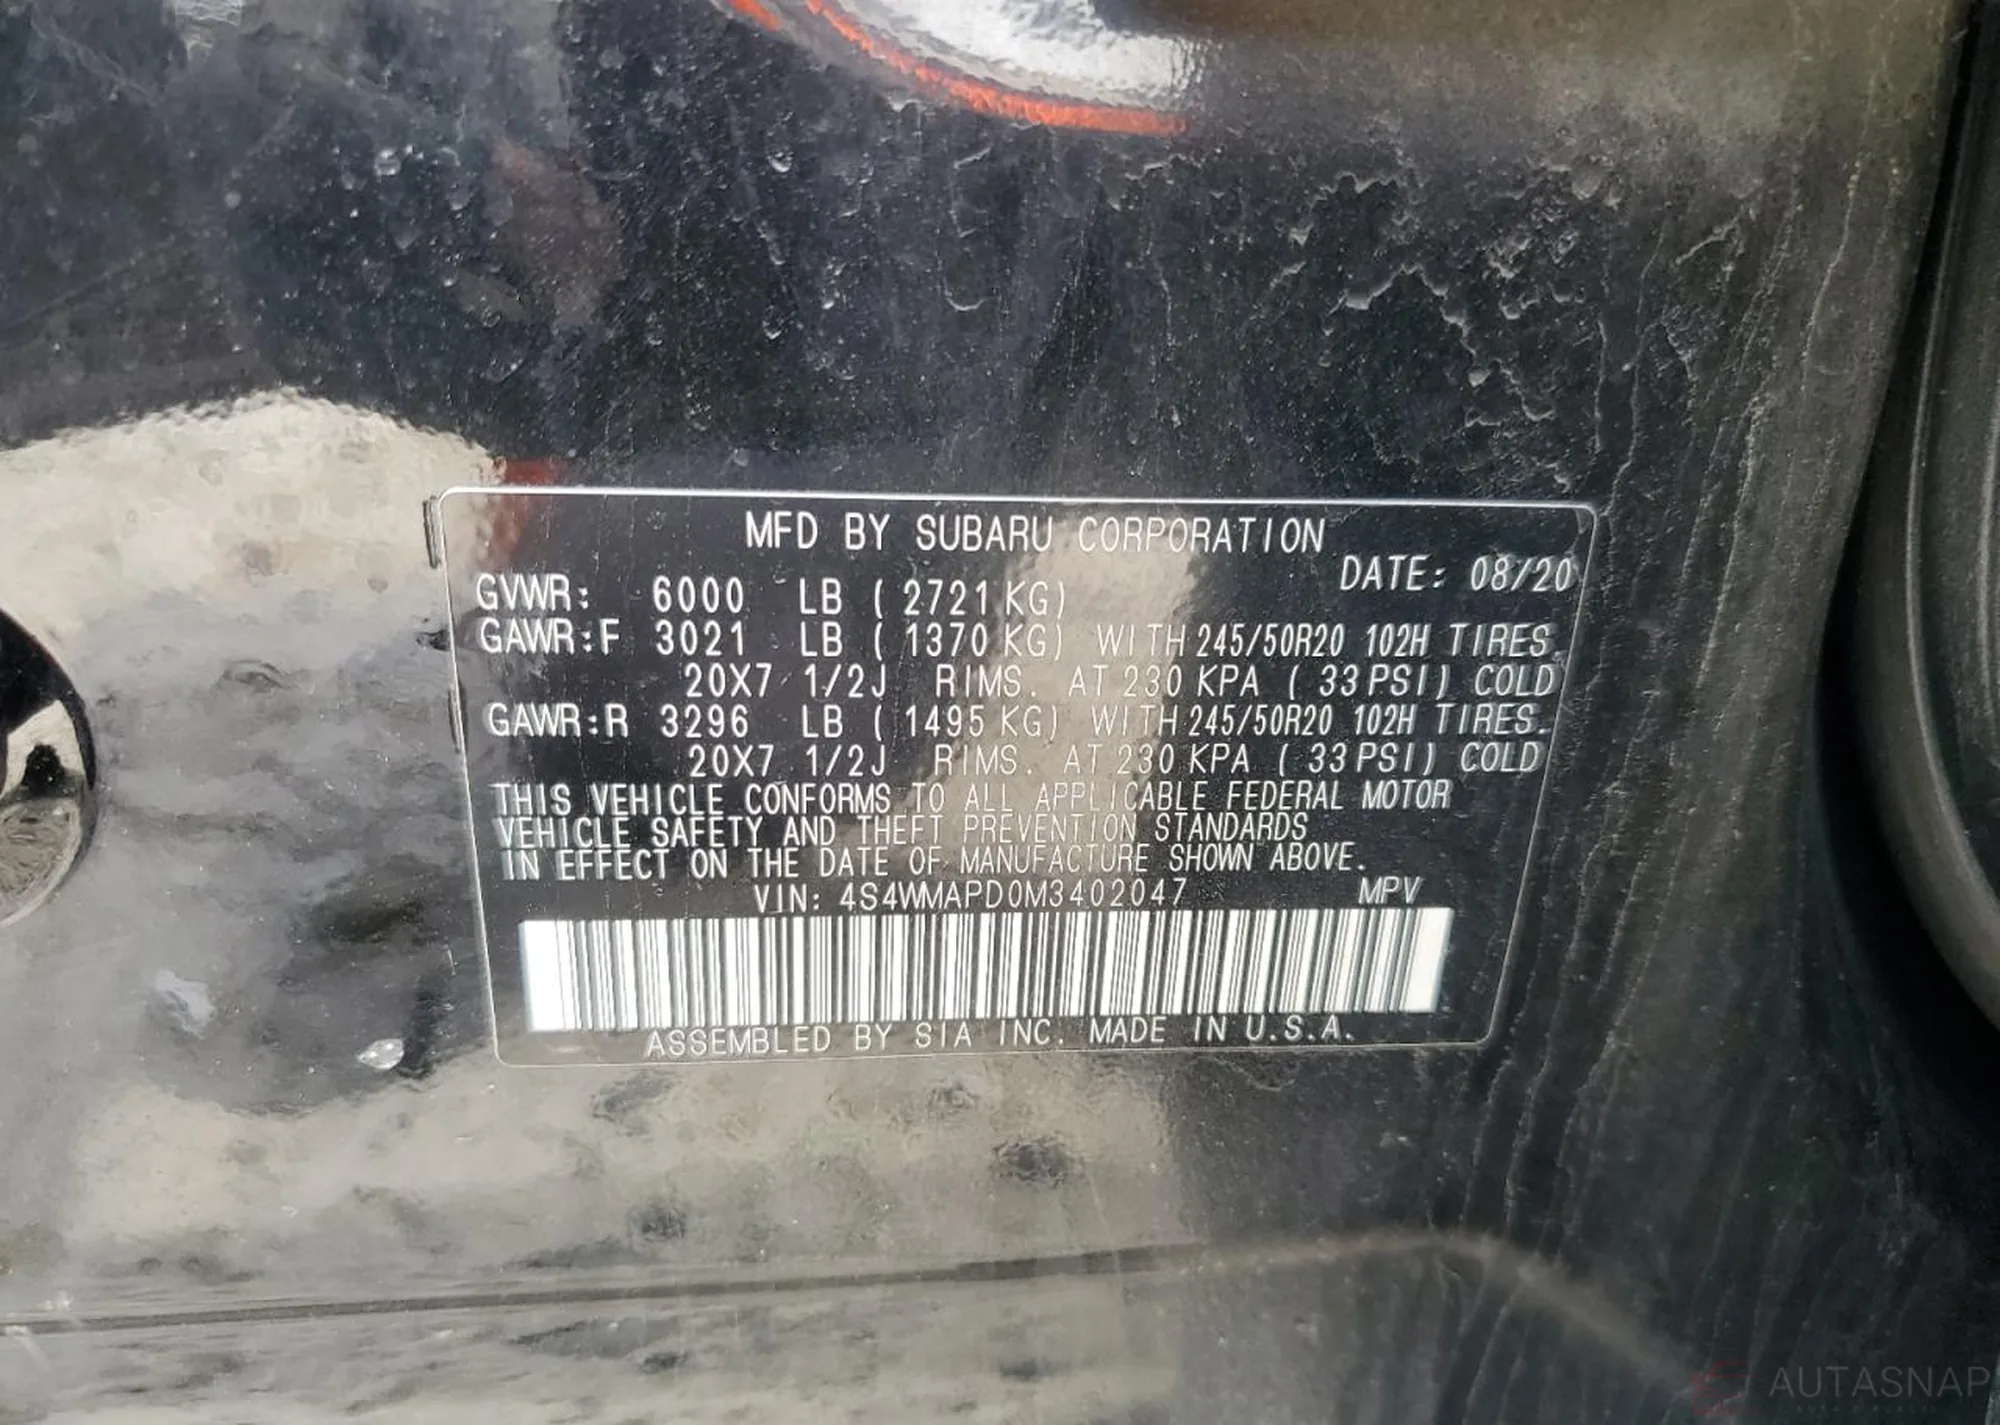 MFD BY SUBARU CORPORATION
DATE: 08/20
GVWR: 6000 LB ( 2721 KG)
GAWR:F 3021 LB ( 1370 KG) WITH 245/50R20 102H TIRES.
20X7 1/2J RIMS. AT 230 KPA ( 33 PSI) COLD
GAWR:R 3296 LB ( 1495 KG) WITH 245/50R20 102H TIRES.
20X7 1/2J RIMS. AT 230 KPA ( 33 PSI) COLD
THIS VEHICLE CONFORMS TO ALL APPLICABLE FEDERAL MOTOR
VEHICLE SAFETY AND THEFT PREVENTION STANDARDS
IN EFFECT ON THE DATE OF MANUFACTURE SHOWN ABOVE.
VIN: 4S4WMAPD0M3402047 MPV
ASSEMBLED BY SIA INC. MADE IN U.S.A.
AUTASNAP